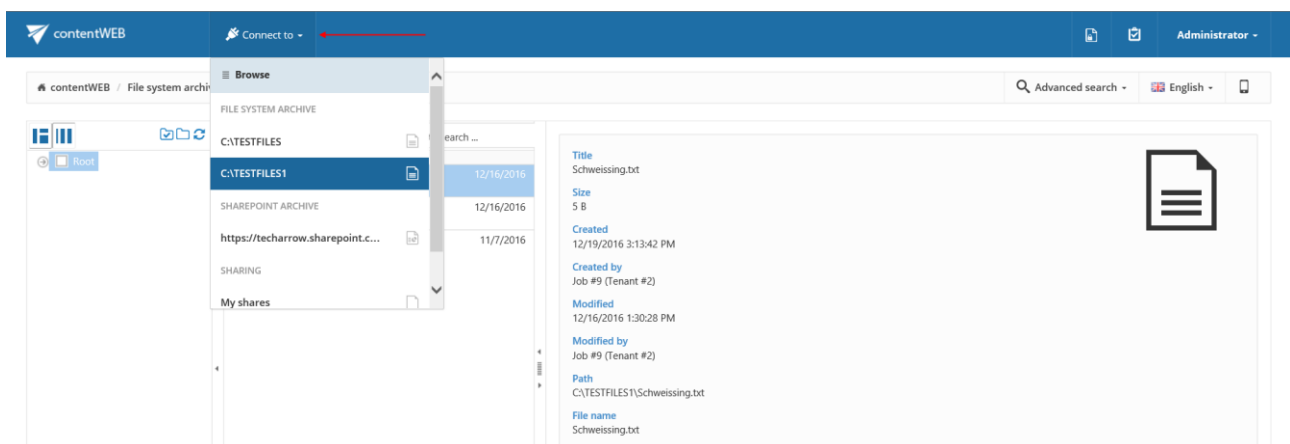 contentWEB
Connect to
Administrator
contentWEB / File system archi
Advanced search
English
Browse
FILE SYSTEM ARCHIVE
C:\TESTFILES
C:\TESTFILES1
SHAREPOINT ARCHIVE
https://techarrow.sharepoint.c...
SHARING
My shares
Root
earch ...
12/16/2016
12/16/2016
11/7/2016
Title
Schweissing.txt
Size
5 B
Created
12/19/2016 3:13:42 PM
Created by
Job #9 (Tenant #2)
Modified
12/16/2016 1:30:28 PM
Modified by
Job #9 (Tenant #2)
Path
C:\TESTFILES1\Schweissing.txt
File name
Schweissing.txt